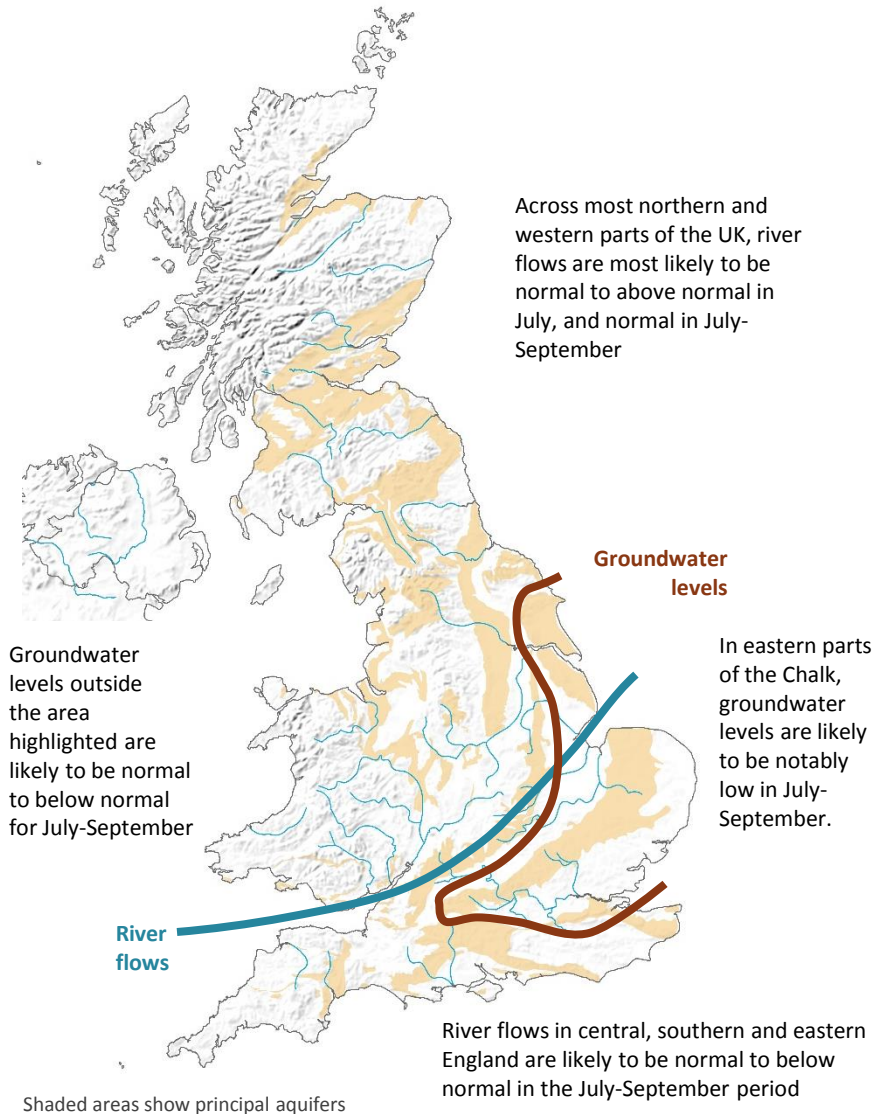 Across most northern and
western parts of the UK, river
flows are most likely to be
normal to above normal in
July, and normal in July-
September
Groundwater
levels
Groundwater
levels outside
the area
highlighted are
likely to be normal
to below normal
for July-September
In eastern parts
of the Chalk,
groundwater
levels are likely
to be notably
low in July-
September.
River
flows
River flows in central, southern and eastern
England are likely to be normal to below
normal in the July-September period
Shaded areas show principal aquifers